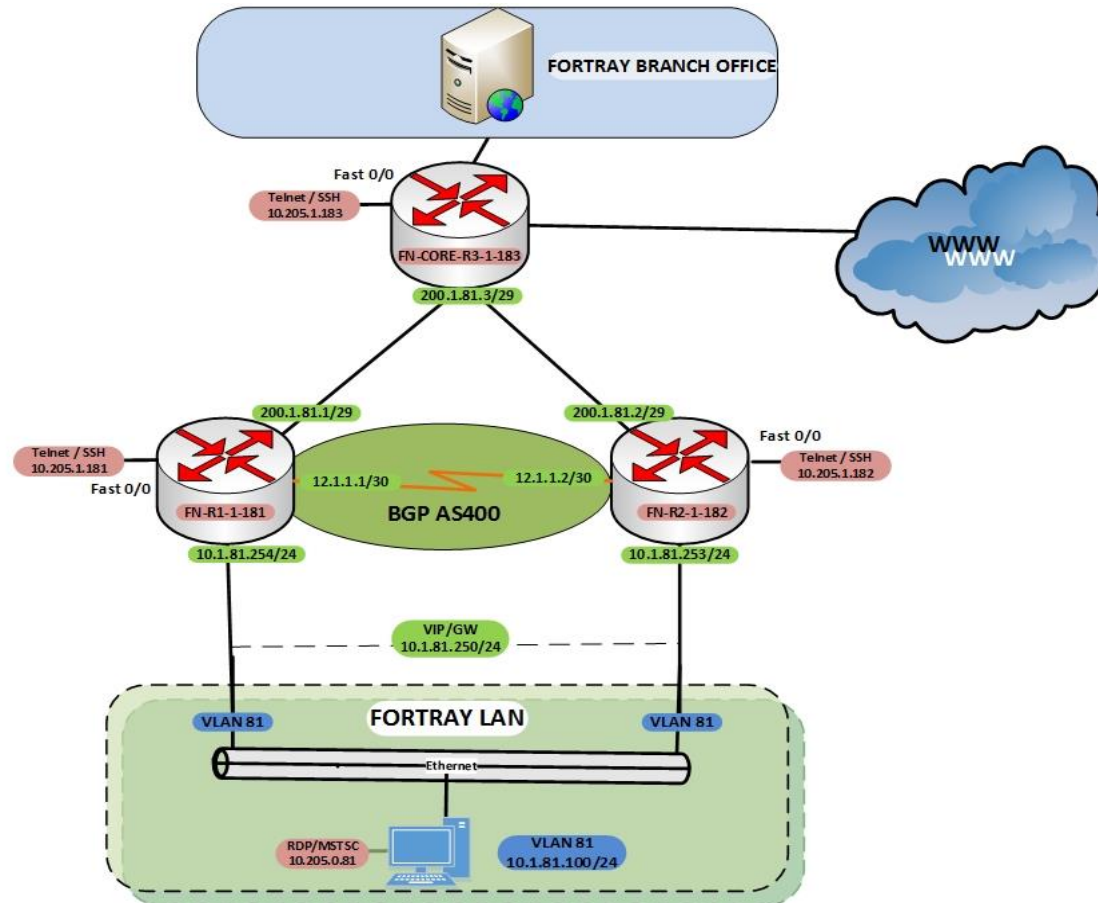 FORTRAY BRANCH OFFICE
Fast 0/0
Telnet / SSH
10.205.1.183
FN-CORE-R3-1-183
WWW
WWW
200.1.81.3/29
200.1.81.1/29
200.1.81.2/29
Telnet / SSH
10.205.1.181
Fast 0/0
12.1.1.1/30
12.1.1.2/30
Fast 0/0
Telnet / SSH
10.205.1.182
FN-R1-1-181
BGP AS400
FN-R2-1-182
10.1.81.254/24
10.1.81.253/24
VIP/GW
10.1.81.250/24
FORTRAY LAN
VLAN 81
VLAN 81
Ethernet
RDP/MSTSC
10.205.0.81
VLAN 81
10.1.81.100/24